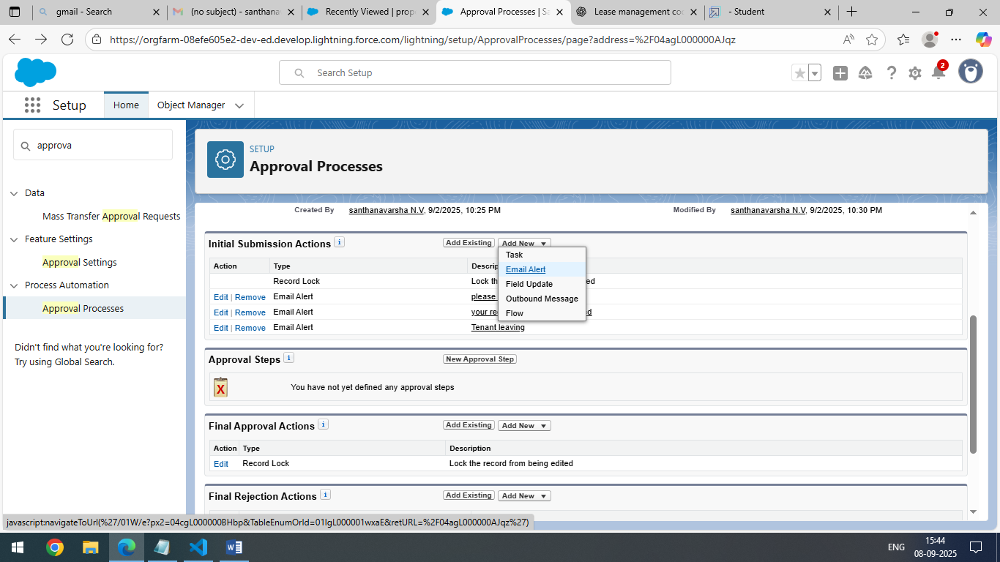 gmail - Search
(no subject) - santhana
Recently Viewed | prop
Approval Processes | Sa
Lease management co
- Student
https://orgfarm-08efe605e2-dev-ed.develop.lightning.force.com/lightning/setup/ApprovalProcesses/page?address=%2F04agL000000AJqz
Search Setup
2
Setup
Home
Object Manager
approva
Data
Mass Transfer Approval Requests
Feature Settings
Approval Settings
Process Automation
Approval Processes
Didn't find what you're looking for?
Try using Global Search.
SETUP
Approval Processes
Created By santhanavarsha N.V, 9/2/2025, 10:25 PM
Modified By santhanavarsha N.V, 9/2/2025, 10:30 PM
Initial Submission Actions i Add Existing Add New
Action Type Descrip
Record Lock Lock th ed
Edit | Remove Email Alert please
Edit | Remove Email Alert your re d
Edit | Remove Email Alert Tenant leaving
Task
Email Alert
Field Update
Outbound Message
Flow
Approval Steps i New Approval Step
X You have not yet defined any approval steps
Final Approval Actions i Add Existing Add New
Action Type Description
Edit Record Lock Lock the record from being edited
Final Rejection Actions i Add Existing Add New
javascript:navigateToUrl(%27/01W/e?px2=04cgL000000BHbp&TableEnumOrId=01IgL000001wxaE&retURL=%2F04agL000000AJqz%27)
ENG
15:44
08-09-2025